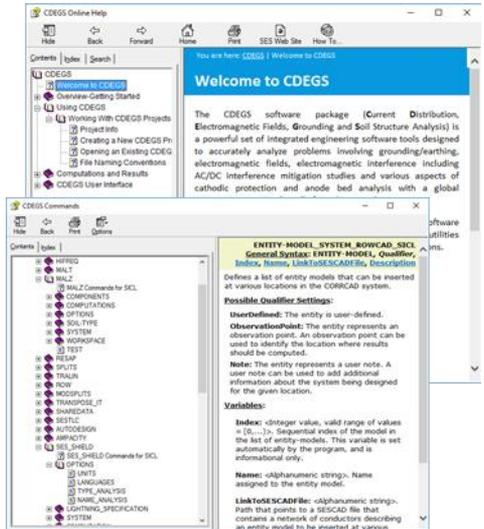 CDEGS Online Help
Hide Back Forward Home Print SES Web Site How To...
Contents Index Search
CDEGS
Welcome to CDEGS
Overview-Getting Started
Using CDEGS
Working With CDEGS Projects
Project Info
Creating a New CDEGS Pr
Opening an Existing CDEG
File Naming Conventions
Computations and Results
CDEGS User Interface
You are here: CDEGS | Welcome to CDEGS
Welcome to CDEGS
The CDEGS software package (Current Distribution,
Electromagnetic Fields, Grounding and Soil Structure Analysis) is
a powerful set of integrated engineering software tools designed
to accurately analyze problems involving grounding/earthing,
electromagnetic fields, electromagnetic interference including
AC/DC interference mitigation studies and various aspects of
cathodic protection and anode bed analysis with a global
oftware
utilities
ons.
CDEGS Commands
Hide Back Print Options
Contents Index
HIFREQ
MALT
MALZ
MALZ Commands for SICL
COMPONENTS
COMPUTATIONS
OPTIONS
SOIL-TYPE
SYSTEM
WORKSPACE
TEST
RESAP
SPLITS
TRALIN
ROW
MODSPLITS
TRANSPOSE_IT
SHAREDATA
SESTLC
AUTODESIGN
AMPACITY
SES_SHIELD
SES_SHIELD Commands for SICL
OPTIONS
UNITS
LANGUAGES
TYPE_ANALYSIS
NAME_ANALYSIS
LIGHTNING_SPECIFICATION
SYSTEM
ENTITY-MODEL_SYSTEM_ROWCAD_SICL
General Syntax: ENTITY-MODEL, Qualifier,
Index, Name, LinkToSESCADFile, Description
Defines a list of entity models that can be inserted
at various locations in the CORRCAD system.
Possible Qualifier Settings:
UserDefined: The entity is user-defined.
ObservationPoint: The entity represents an
observation point. An observation point can be
used to identify the location where results
should be computed.
Note: The entity represents a user note. A
user note can be used to add additional
information about the system being designed
for the given location.
Variables:
Index: <Integer value, valid range of values
= [0,...]>. Sequential index of the model in
the list of entity-models. This variable is set
automatically by the program, and is
informational only.
Name: <Alphanumeric string>. Name
assigned to the entity model.
LinkToSESCADFile: <Alphanumeric string>.
Path that points to a SESCAD file that
contains a network of conductors describing
an entity model to be inserted at various